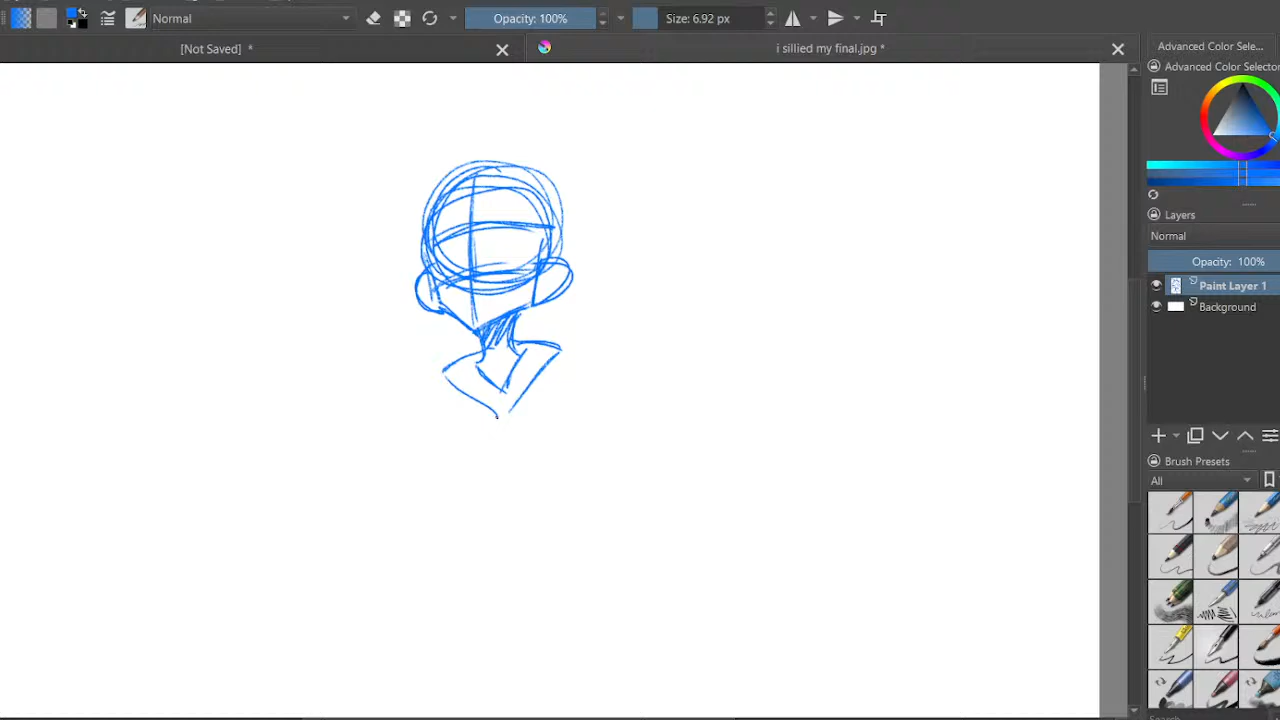 Normal
Opacity: 100%
Size: 6.92 px
[Not Saved] *
i sillied my final.jpg *
Advanced Color Sele...
Advanced Color Selector
Layers
Normal
Opacity: 100%
Paint Layer 1
Background
Brush Presets
All